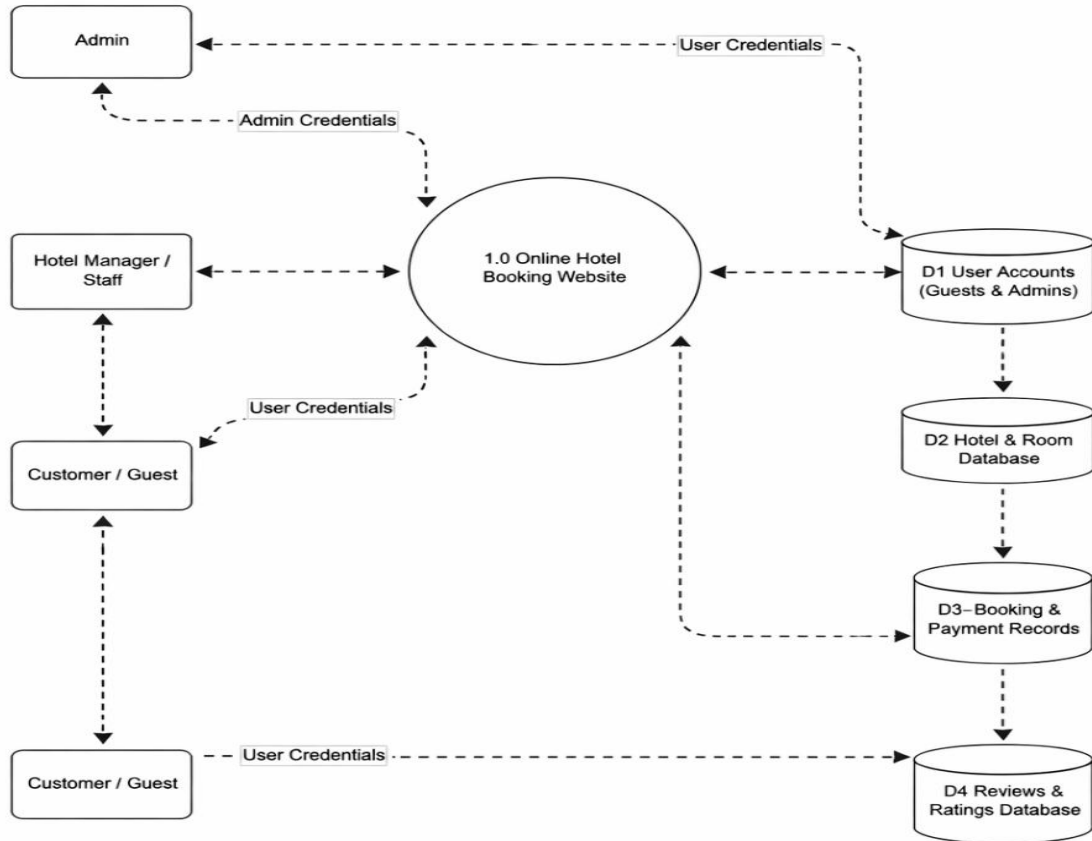 Admin
User Credentials
Admin Credentials
Hotel Manager /
Staff
1.0 Online Hotel
Booking Website
D1 User Accounts
(Guests & Admins)
User Credentials
D2 Hotel & Room
Database
Customer / Guest
D3–Booking &
Payment Records
User Credentials
Customer / Guest
D4 Reviews &
Ratings Database